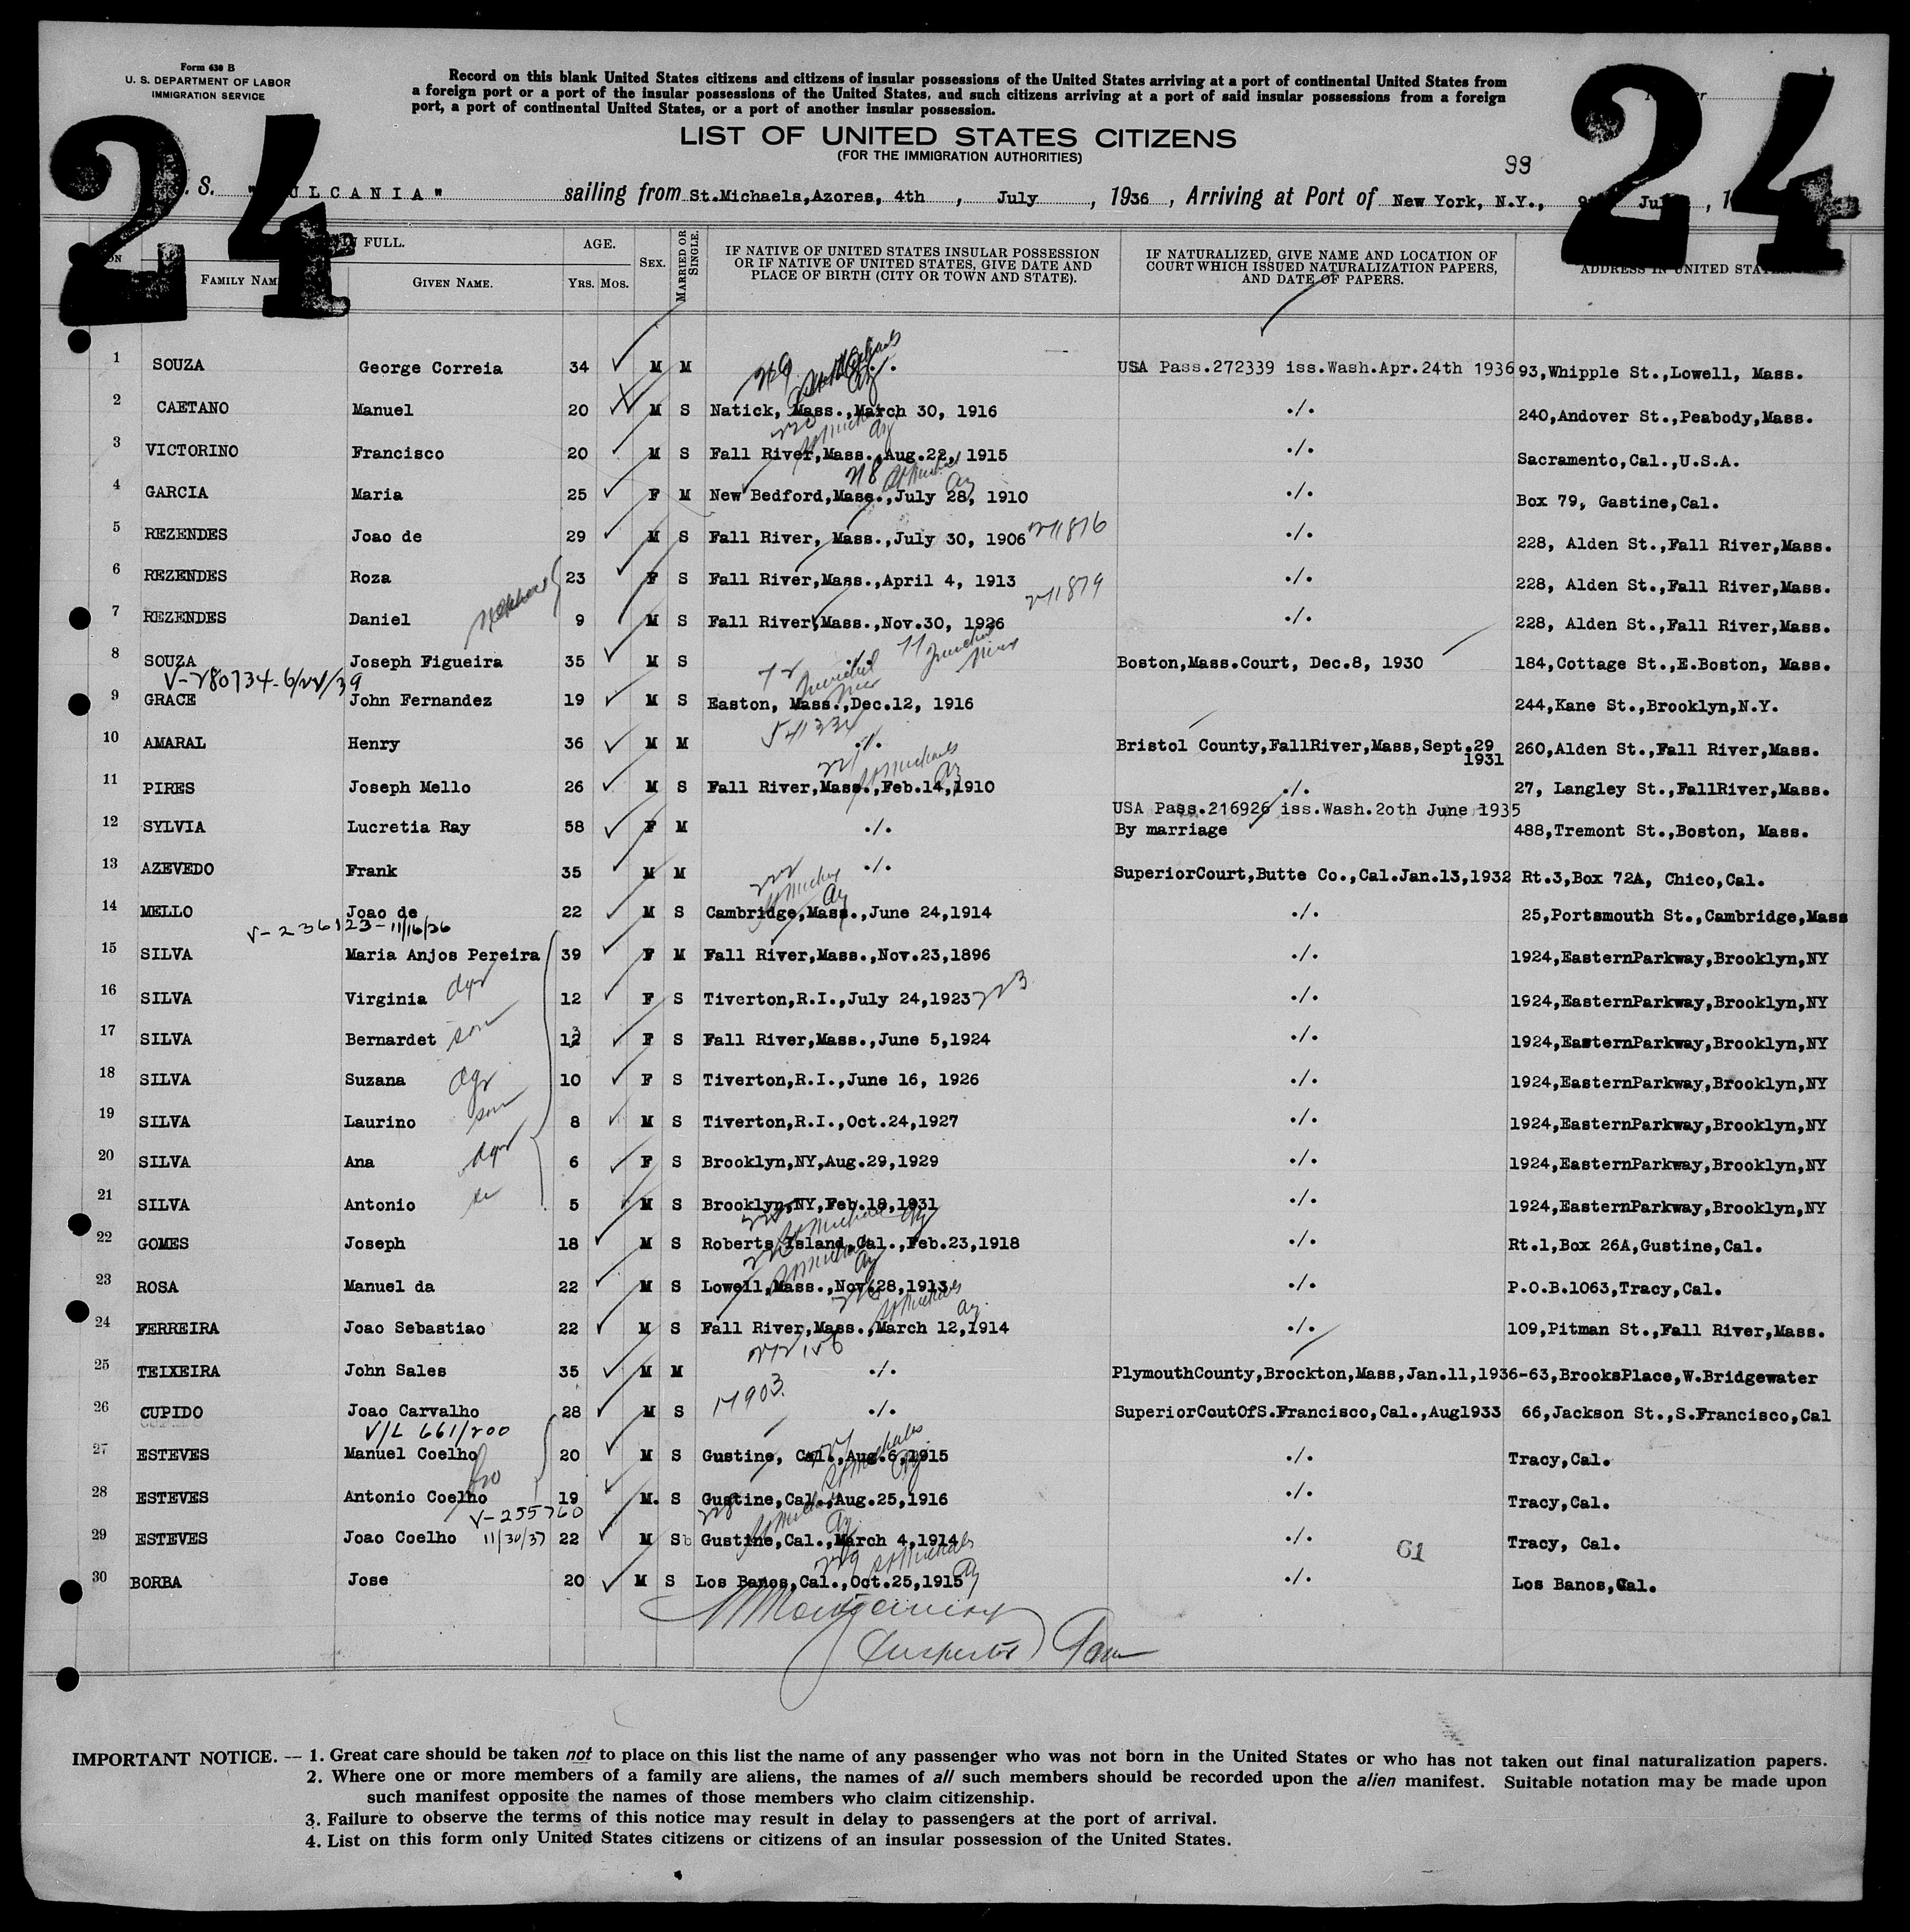 Form 630 B
U. S. DEPARTMENT OF LABOR
IMMIGRATION SERVICE
Record on this blank United States citizens and citizens of insular possessions of the United States arriving at a port of continental United States from
a foreign port or a port of the insular possessions of the United States, and such citizens arriving at a port of said insular possessions from a foreign
port, a port of continental United States, or a port of another insular possession.
24
24
LIST OF UNITED STATES CITIZENS
(FOR THE IMMIGRATION AUTHORITIES)
99
S. ULCANIA" sailing from St.Michaels,Azores, 4th , July , 1936 , Arriving at Port of New York, N.Y.,
FULL. AGE. SEX. MARRIED OR SINGLE. IF NATIVE OF UNITED STATES INSULAR POSSESSION OR IF NATIVE OF UNITED STATES, GIVE DATE AND PLACE OF BIRTH (CITY OR TOWN AND STATE). IF NATURALIZED, GIVE NAME AND LOCATION OF COURT WHICH ISSUED NATURALIZATION PAPERS, AND DATE OF PAPERS. ADDRESS IN UNITED
FAMILY GIVEN NAME. YRS. MOS.
1 SOUZA George Correia 34 M M ./. USA Pass.272339 iss.Wash.Apr.24th 1936 93,Whipple St.,Lowell, Mass.
2 CAETANO Manuel 20 M S Natick, Mass.,March 30, 1916 ./. 240,Andover St.,Peabody,Mass.
3 VICTORINO Francisco 20 M S Fall River,Mass.,Aug.22, 1915 ./. Sacramento,Cal.,U.S.A.
4 GARCIA Maria 25 F M New Bedford,Mass.,July 28, 1910 ./. Box 79, Gastine,Cal.
5 REZENDES Joao de 29 M S Fall River, Mass.,July 30, 1906 ./. 228, Alden St.,Fall River,Mass.
6 REZENDES Roza 23 F S Fall River,Mass.,April 4, 1913 ./. 228, Alden St.,Fall River,Mass.
7 REZENDES Daniel 9 M S Fall River,Mass.,Nov.30, 1926 ./. 228, Alden St.,Fall River,Mass.
8 SOUZA Joseph Figueira 35 M S ./. Boston,Mass.Court, Dec.8, 1930 184,Cottage St.,E.Boston, Mass.
9 GRACE John Fernandez 19 M S Easton, Mass.,Dec.12, 1916 244,Kane St.,Brooklyn,N.Y.
10 AMARAL Henry 36 M M ./. Bristol County,FallRiver,Mass,Sept.29 1931 260,Alden St.,Fall River,Mass.
11 PIRES Joseph Mello 26 M S Fall River,Mass.,Feb.14,1910 ./. 27, Langley St.,FallRiver,Mass.
USA Pass.216926 iss.Wash.2oth June 1935
12 SYLVIA Lucretia Ray 58 F M ./. By marriage 488,Tremont St.,Boston, Mass.
13 AZEVEDO Frank 35 M M ./. SuperiorCourt,Butte Co.,Cal.Jan.13,1932 Rt.3,Box 72A, Chico,Cal.
14 MELLO Joao de 22 M S Cambridge,Mass.,June 24,1914 ./. 25,Portsmouth St.,Cambridge,Mass
15 SILVA Maria Anjos Pereira 39 F M Fall River,Mass.,Nov.23,1896 ./. 1924,EasternParkway,Brooklyn,NY
16 SILVA Virginia 12 F S Tiverton,R.I.,July 24,1923 ./. 1924,EasternParkway,Brooklyn,NY
17 SILVA Bernardet son 12 F S Fall River,Mass.,June 5,1924 ./. 1924,EasternParkway,Brooklyn,NY
18 SILVA Suzana 10 F S Tiverton,R.I.,June 16, 1926 ./. 1924,EasternParkway,Brooklyn,NY
19 SILVA Laurino son 8 M S Tiverton,R.I.,Oct.24,1927 ./. 1924,EasternParkway,Brooklyn,NY
20 SILVA Ana 6 F S Brooklyn,NY,Aug.29,1929 ./. 1924,EasternParkway,Brooklyn,NY
21 SILVA Antonio 5 M S Brooklyn,NY,Feb.18,1931 ./. 1924,EasternParkway,Brooklyn,NY
22 GOMES Joseph 18 M S Roberts Island,Cal.,Feb.23,1918 ./. Rt.1,Box 26A,Gustine,Cal.
23 ROSA Manuel da 22 M S Lowell,Mass.,Nov.28,1913 ./. P.O.B.1063,Tracy,Cal.
24 FERREIRA Joao Sebastiao 22 M S Fall River,Mass.,March 12,1914 ./. 109,Pitman St.,Fall River,Mass.
25 TEIXEIRA John Sales 35 M M ./. PlymouthCounty,Brockton,Mass,Jan.11,1936-63,BrooksPlace,W.Bridgewater
26 CUPIDO Joao Carvalho 28 M S ./. SuperiorCoutOfS.Francisco,Cal.,Aug1933 66,Jackson St.,S.Francisco,Cal
V/L 661/200
27 ESTEVES Manuel Coelho 20 M S Gustine, Cal.,Aug.6,1915 ./. Tracy,Cal.
28 ESTEVES Antonio Coelho 19 M. S Gustine,Cal.,Aug.25,1916 ./. Tracy,Cal.
V-255760
29 ESTEVES Joao Coelho 11/30/37 22 M S Gustine,Cal.,March 4,1914 ./. Tracy, Cal.
61
30 BORBA Jose 20 M S Los Banos,Cal.,Oct.25,1915 ./. Los Banos,Cal.
IMPORTANT NOTICE. — 1. Great care should be taken not to place on this list the name of any passenger who was not born in the United States or who has not taken out final naturalization papers.
2. Where one or more members of a family are aliens, the names of all such members should be recorded upon the alien manifest. Suitable notation may be made upon
such manifest opposite the names of those members who claim citizenship.
3. Failure to observe the terms of this notice may result in delay to passengers at the port of arrival.
4. List on this form only United States citizens or citizens of an insular possession of the United States.